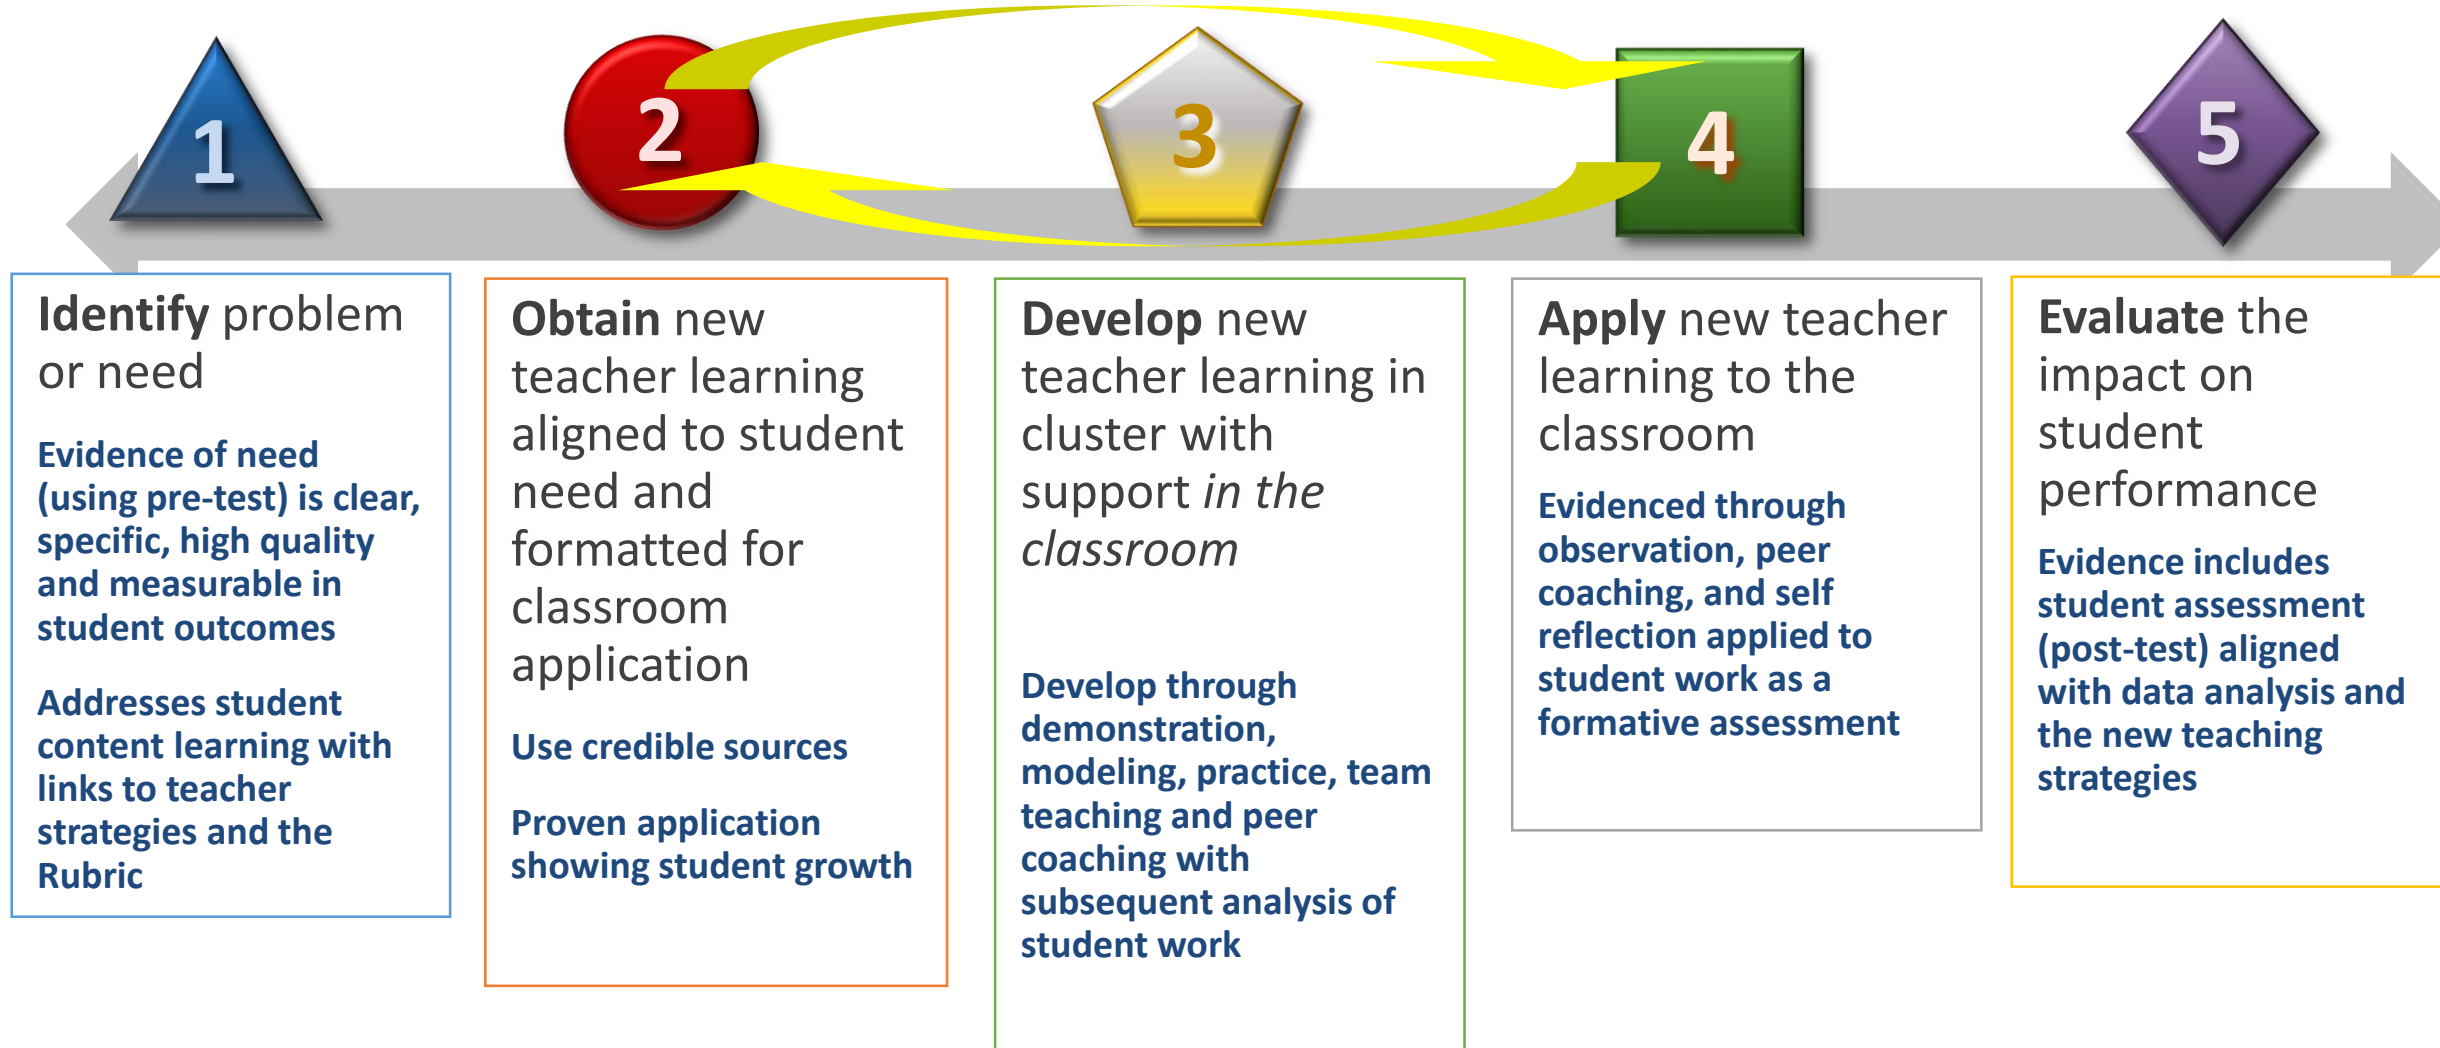 1
2
3
4
5
Identify problem
or need
Evidence of need
(using pre-test) is clear,
specific, high quality
and measurable in
student outcomes
Addresses student
content learning with
links to teacher
strategies and the
Rubric
Obtain new
teacher learning
aligned to student
need and
formatted for
classroom
application
Use credible sources
Proven application
showing student growth
Develop new
teacher learning in
cluster with
support in the
classroom
Develop through
demonstration,
modeling, practice, team
teaching and peer
coaching with
subsequent analysis of
student work
Apply new teacher
learning to the
classroom
Evidenced through
observation, peer
coaching, and self
reflection applied to
student work as a
formative assessment
Evaluate the
impact on
student
performance
Evidence includes
student assessment
(post-test) aligned
with data analysis and
the new teaching
strategies